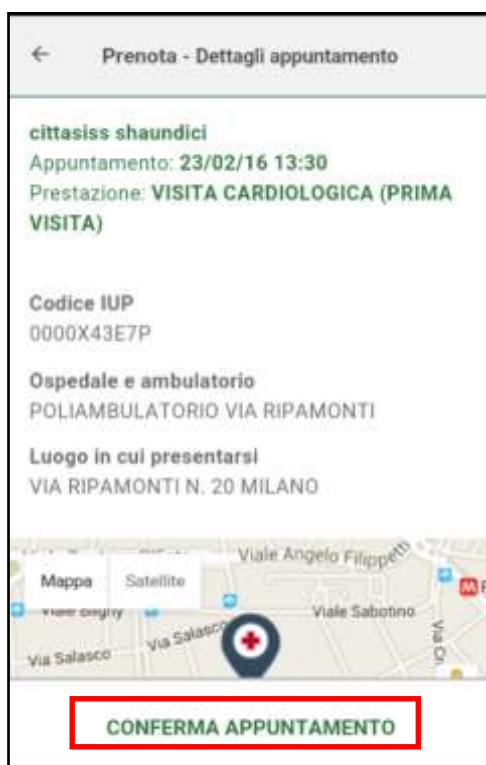 Prenota - Dettagli appuntamento
cittasiss shaundici
Appuntamento: 23/02/16 13:30
Prestazione: VISITA CARDIOLOGICA (PRIMA
VISITA)
Codice IUP
0000X43E7P
Ospedale e ambulatorio
POLIAMBULATORIO VIA RIPAMONTI
Luogo in cui presentarsi
VIA RIPAMONTI N. 20 MILANO
Viale Angelo Filippetti
Mappa Satellite
M
Viale Bligny
Viale Sabotino
Via Salasco
Via Salasco
CONFERMA APPUNTAMENTO